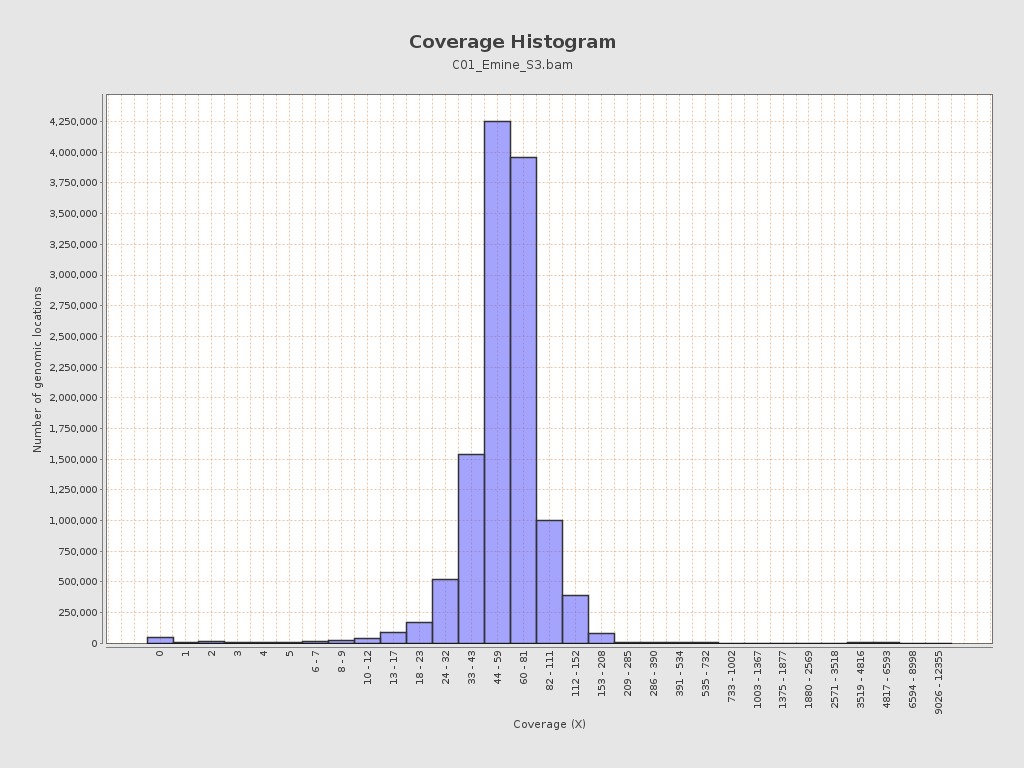 Coverage Histogram
C01_Emine_S3.bam
Number of genomic locations
4,250,000
4,000,000
3,750,000
3,500,000
3,250,000
3,000,000
2,750,000
2,500,000
2,250,000
2,000,000
1,750,000
1,500,000
1,250,000
1,000,000
750,000
500,000
250,000
0
0
1
2
3
4
5
6 - 7
8 - 9
10 - 12
13 - 17
18 - 23
24 - 32
33 - 43
44 - 59
60 - 81
82 - 111
112 - 152
153 - 208
209 - 285
286 - 390
391 - 534
535 - 732
733 - 1002
1003 - 1367
1375 - 1877
1880 - 2569
2571 - 3518
3519 - 4816
4817 - 6593
6594 - 8998
9026 - 12355
Coverage (X)